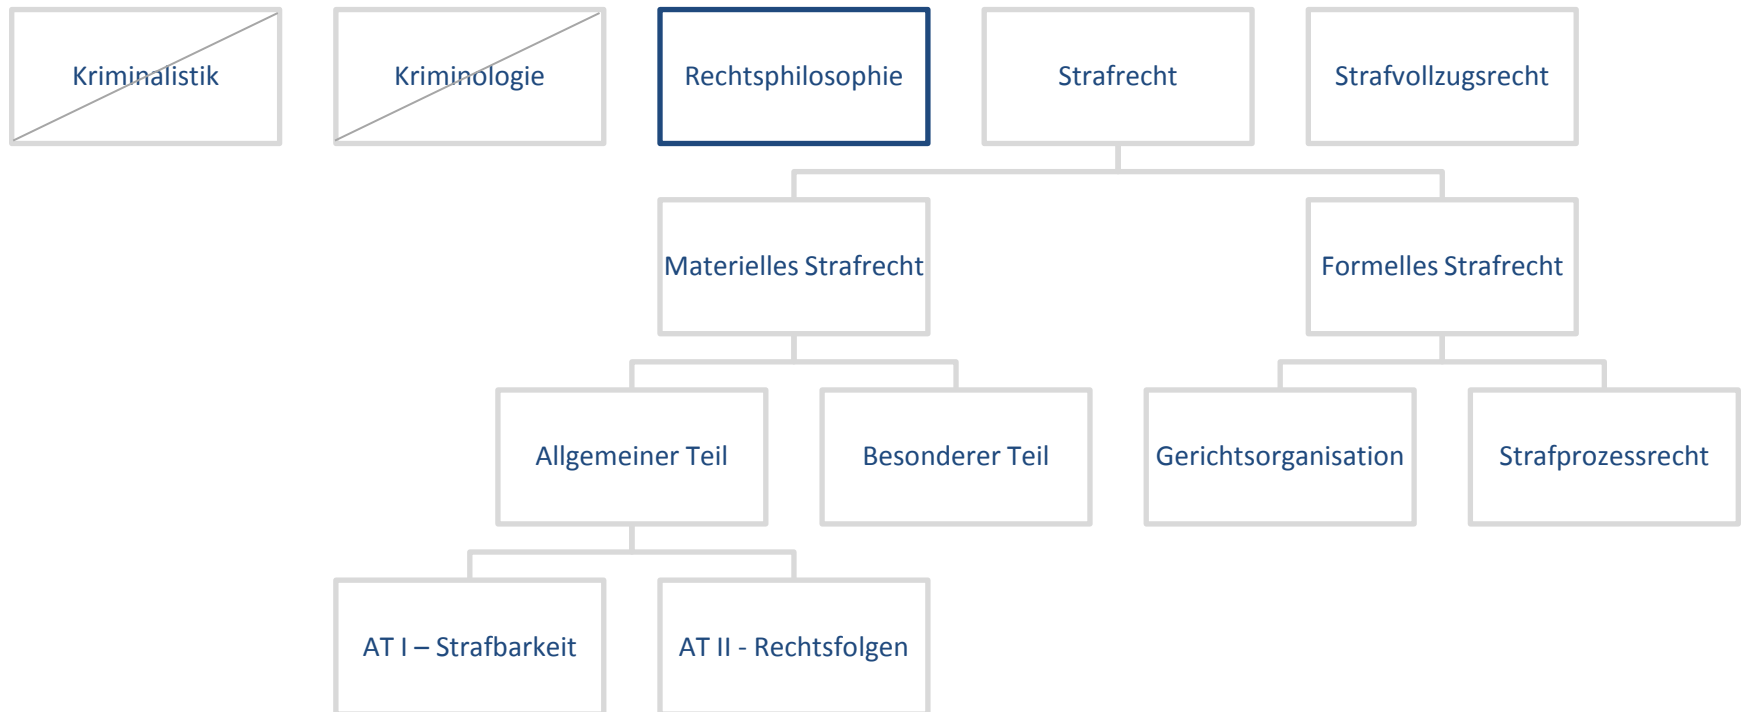 Kriminalistik
Kriminologie
Rechtsphilosophie
Strafrecht
Strafvollzugsrecht
Materielles Strafrecht
Formelles Strafrecht
Allgemeiner Teil
Besonderer Teil
Gerichtsorganisation
Strafprozessrecht
AT I – Strafbarkeit
AT II - Rechtsfolgen